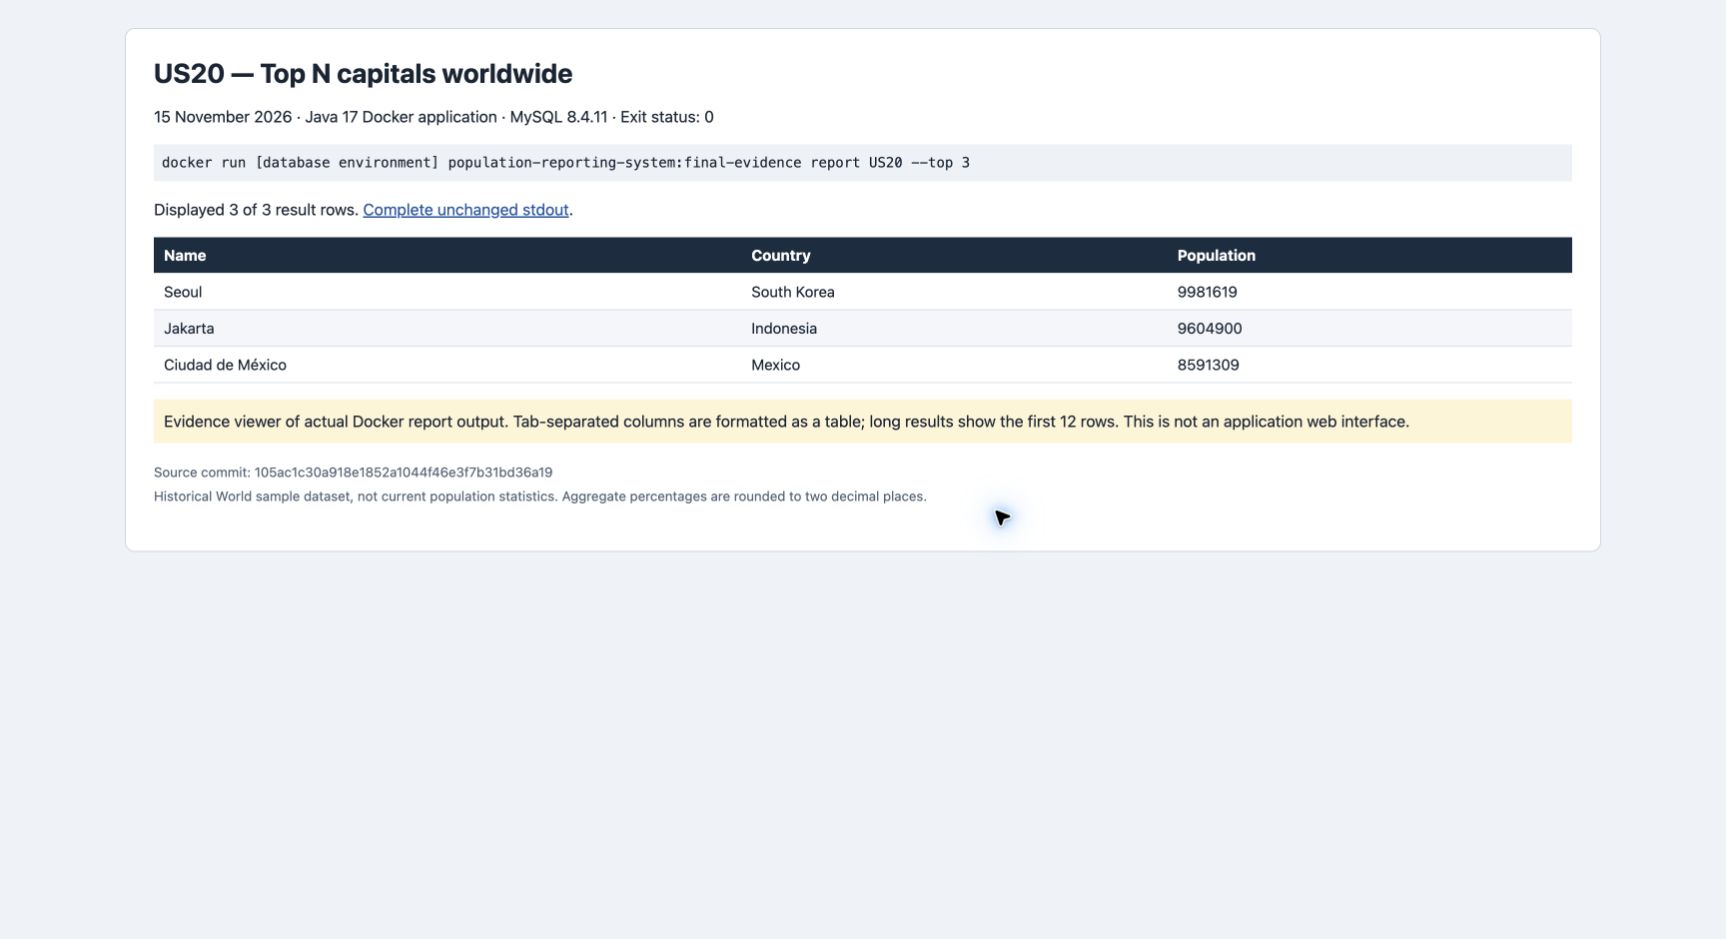 US20 — Top N capitals worldwide
15 November 2026 · Java 17 Docker application · MySQL 8.4.11 · Exit status: 0
docker run [database environment] population-reporting-system:final-evidence report US20 --top 3
Displayed 3 of 3 result rows. Complete unchanged stdout.
Name Country Population
Seoul South Korea 9981619
Jakarta Indonesia 9604900
Ciudad de México Mexico 8591309
Evidence viewer of actual Docker report output. Tab-separated columns are formatted as a table; long results show the first 12 rows. This is not an application web interface.
Source commit: 105ac1c30a918e1852a1044f46e3f7b31bd36a19
Historical World sample dataset, not current population statistics. Aggregate percentages are rounded to two decimal places.